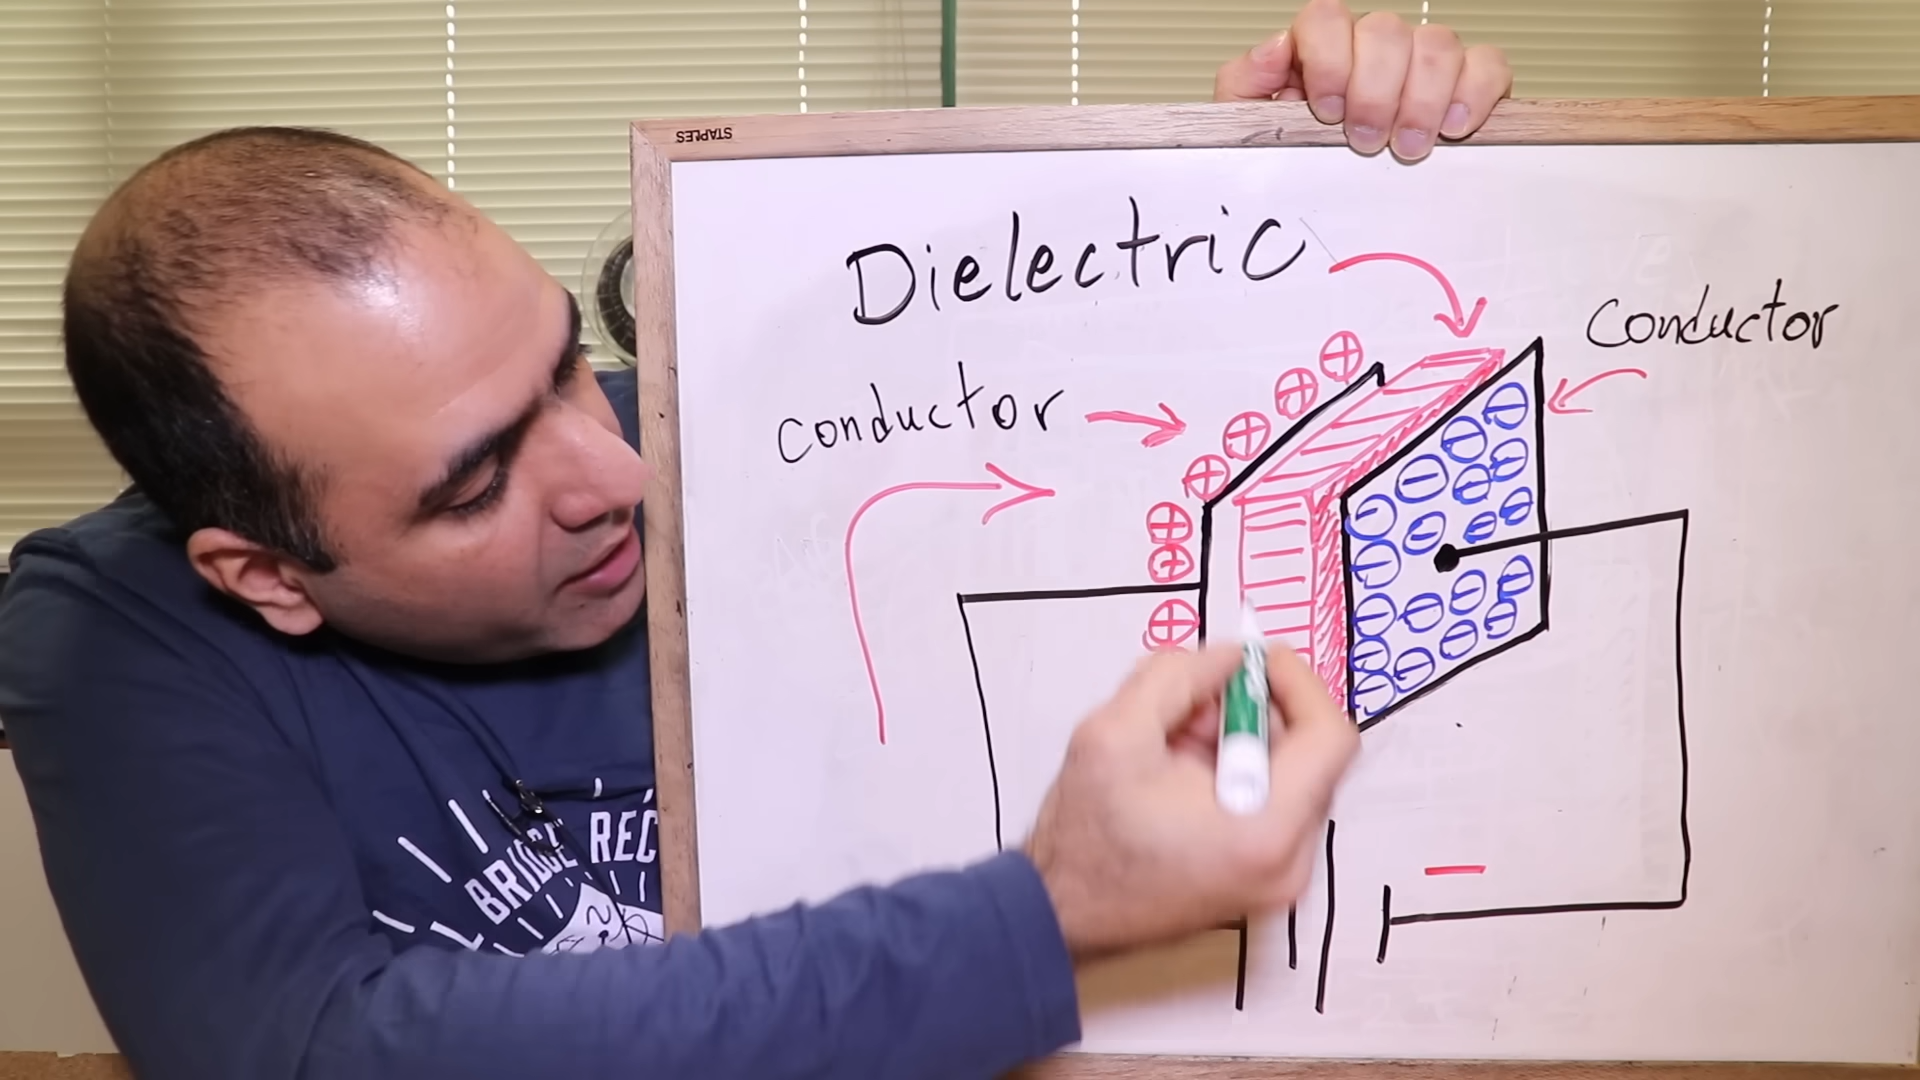 STAPLES
Dielectric
Conductor
conductor
BRIDGE REC